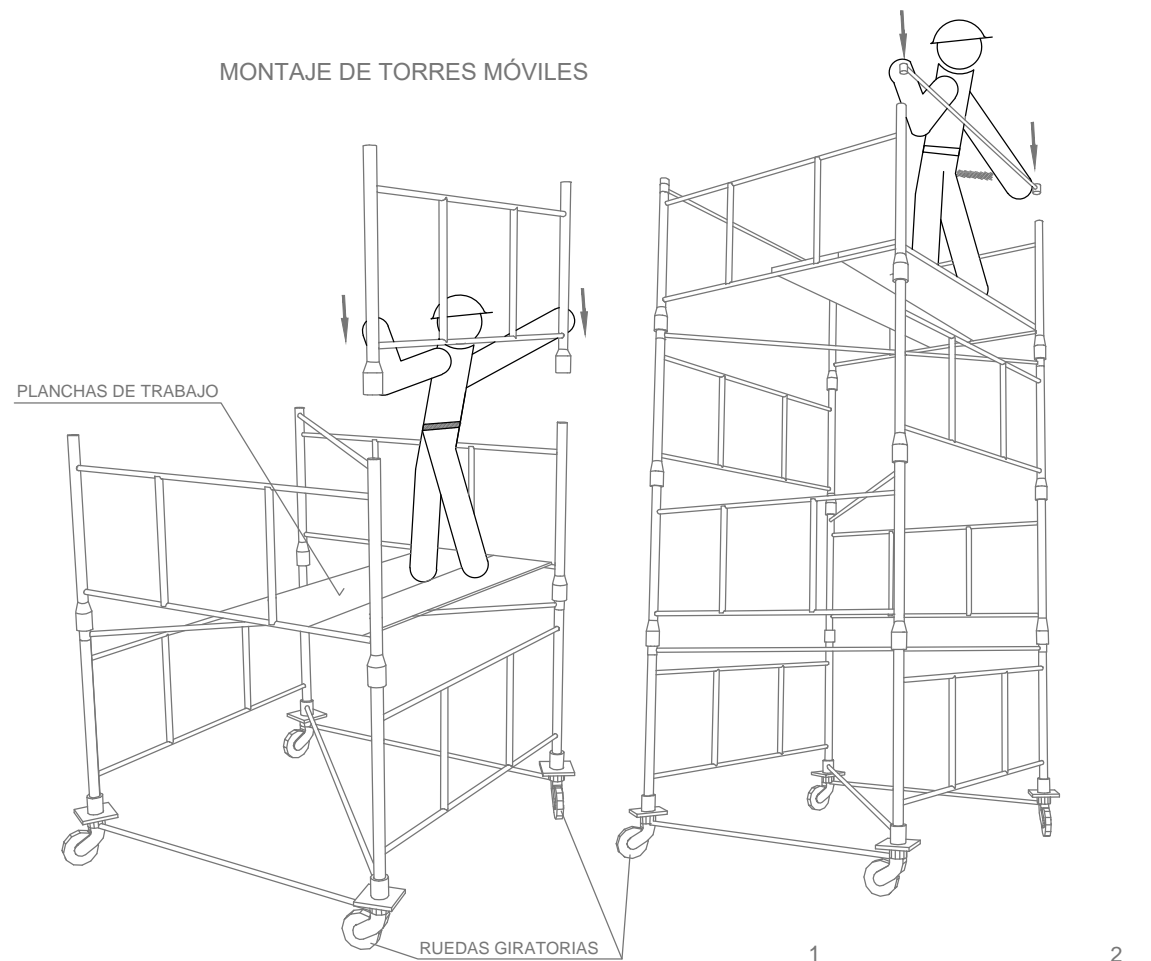 MONTAJE DE TORRES MÓVILES
PLANCHAS DE TRABAJO
RUEDAS GIRATORIAS
1
2